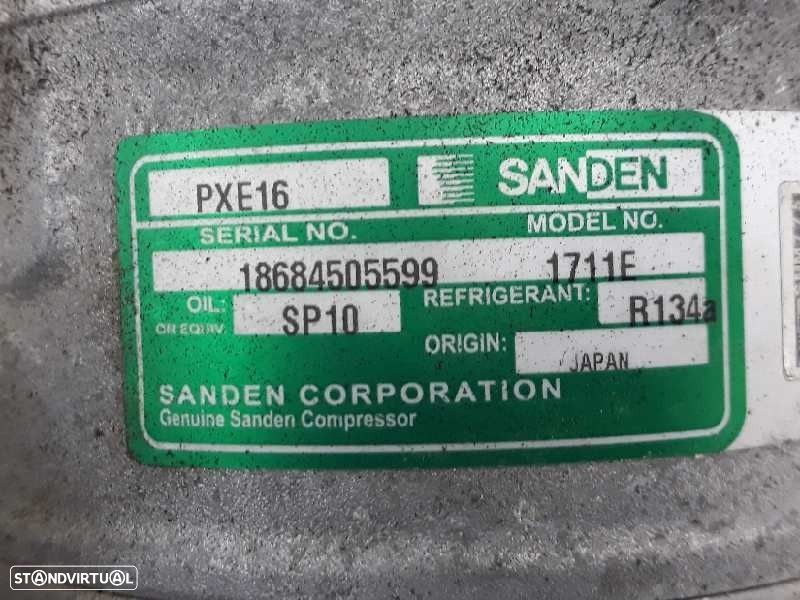 PXE16 SANDEN
SERIAL NO. MODEL NO.
18684505599 1711E
OIL: SP10 REFRIGERANT: R134a
OR EQUIV.
ORIGIN: JAPAN
SANDEN CORPORATION
Genuine Sanden Compressor
STANDVIRTUAL